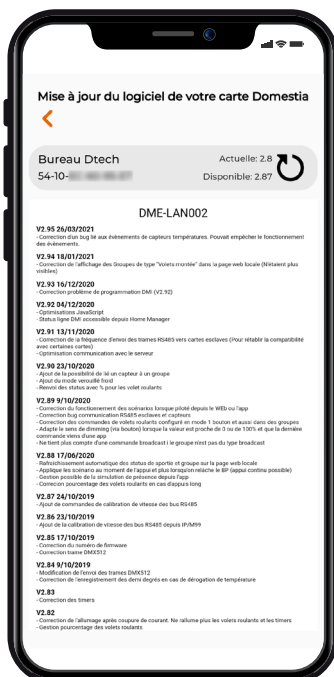 Mise à jour du logiciel de votre carte Domestia
Bureau Dtech
Actuelle: 2.8
54-10-
Disponible: 2.87
DME-LAN002
V2.95 26/03/2021
- Correction d'un bug lié aux événements de capteurs températures. Pouvait empêcher le fonctionnement
des événements.
V2.94 18/01/2021
- Correction de l'affichage des Groupes de type "Volets montée" dans la page web locale (N'étaient plus
visibles)
V2.93 16/12/2020
- Correction problème de programmation DMI (V2.92)
V2.92 04/12/2020
- Optimisations JavaScript
- Status ligne DMI accessible depuis Home Manager
V2.91 13/11/2020
- Correction de la fréquence d'envoi des trames RS485 vers cartes esclaves (Pour rétablir la compatibilité
avec certaines cartes)
- Optimisation communication avec le serveur
V2.90 23/10/2020
- Ajout de la possibilité de lié un capteur à un groupe
- Ajout du mode verouillé froid
- Renvoi des status avec % pour les volet roulants
V2.89 9/10/2020
- Correction du fonctionnement des scénarios lorsque piloté depuis le WEb ou l'app
- Correction bug communication RS485 esclaves et capteurs
- Correction des commandes de volets roulants configuré en mode 1 bouton et aussi dans des groupes
- Adapte le sens de dimming (via bouton) lorsque la valeur est proche de 0 ou de 100% et que la dernière
commande viens d'une app
- Ne tient plus compte d'une commande broadcast i le groupe n'est pas du type broadcast
V2.88 17/06/2020
- Rafraichissement automatique des status de sportie et groupe sur la page web locale
- Applique les scénario au moment de l'appui et plus lorsqu'on relâche le BP (appui continu possible)
- Gestion possible de la simulation de présence depuis l'app
- Correcion pourcentage des volets roulants en cas d'appuis long
V2.87 24/10/2019
- Ajout de commandes de calibration de vitesse des bus RS485
V2.86 23/10/2019
- Ajout de la calibration de vitesse des bus RS485 depuis IP/M99
V2.85 17/10/2019
- Correction du numéro de firmware
- Correction trame DMX512
V2.84 9/10/2019
- Modification de l'envoi des trames DMX512
- Correction de l'enregistrement des demi degrés en cas de dérogation de température
V2.83
- Correction des timers
V2.82
- Correction de l'allumage après coupure de courant. Ne rallume plus les volets roulants et les timers
- Gestion pourcentage des volets roulants